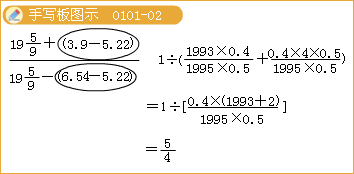 手写板图示 0101-02
19 5/9 + (3.9-5.22)
19 5/9 - (6.54-5.22)
1÷(1993×0.4/1995×0.5 + 0.4×4×0.5/1995×0.5)
=1÷[0.4×(1993+2)/1995×0.5]
=5/4